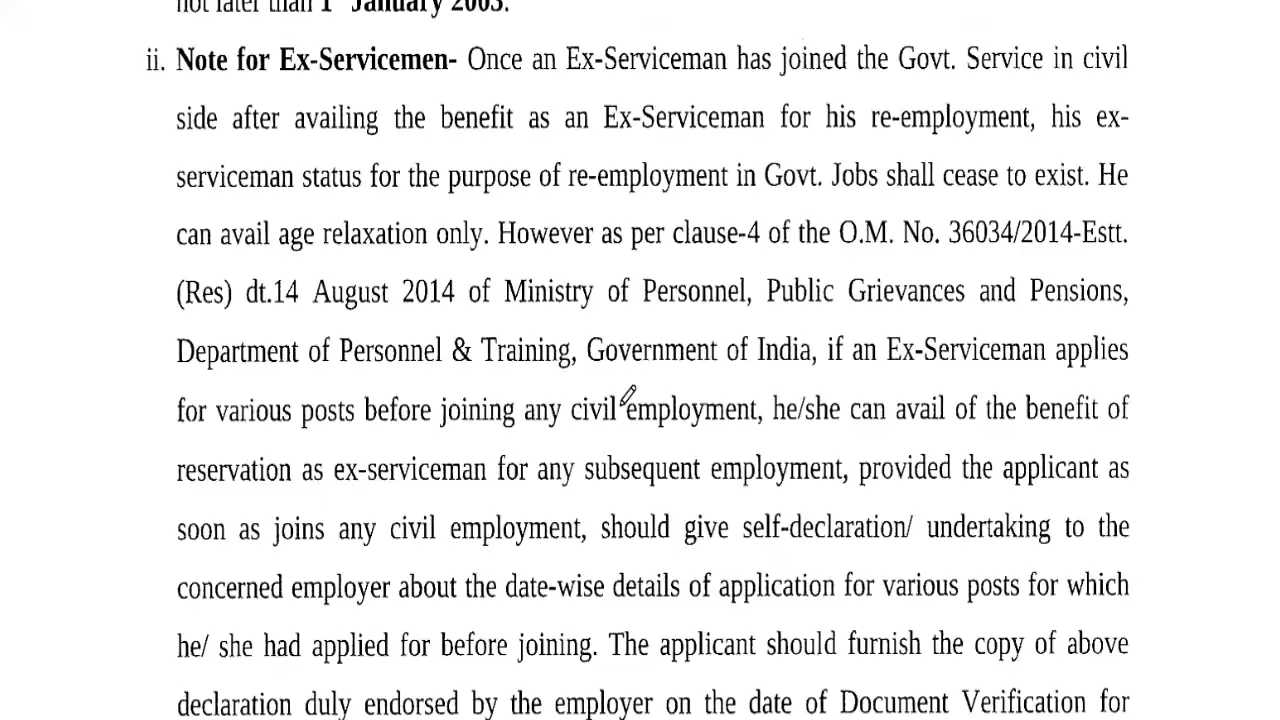 not later than 1st January 2003.
ii. Note for Ex-Servicemen- Once an Ex-Serviceman has joined the Govt. Service in civil
side after availing the benefit as an Ex-Serviceman for his re-employment, his ex-
serviceman status for the purpose of re-employment in Govt. Jobs shall cease to exist. He
can avail age relaxation only. However as per clause-4 of the O.M. No. 36034/2014-Estt.
(Res) dt.14 August 2014 of Ministry of Personnel, Public Grievances and Pensions,
Department of Personnel & Training, Government of India, if an Ex-Serviceman applies
for various posts before joining any civil employment, he/she can avail of the benefit of
reservation as ex-serviceman for any subsequent employment, provided the applicant as
soon as joins any civil employment, should give self-declaration/ undertaking to the
concerned employer about the date-wise details of application for various posts for which
he/ she had applied for before joining. The applicant should furnish the copy of above
declaration duly endorsed by the employer on the date of Document Verification for